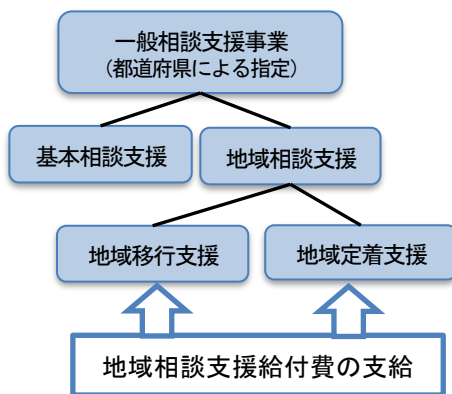 一般相談支援事業
（都道府県による指定）
基本相談支援
地域相談支援
地域移行支援
地域定着支援
地域相談支援給付費の支給